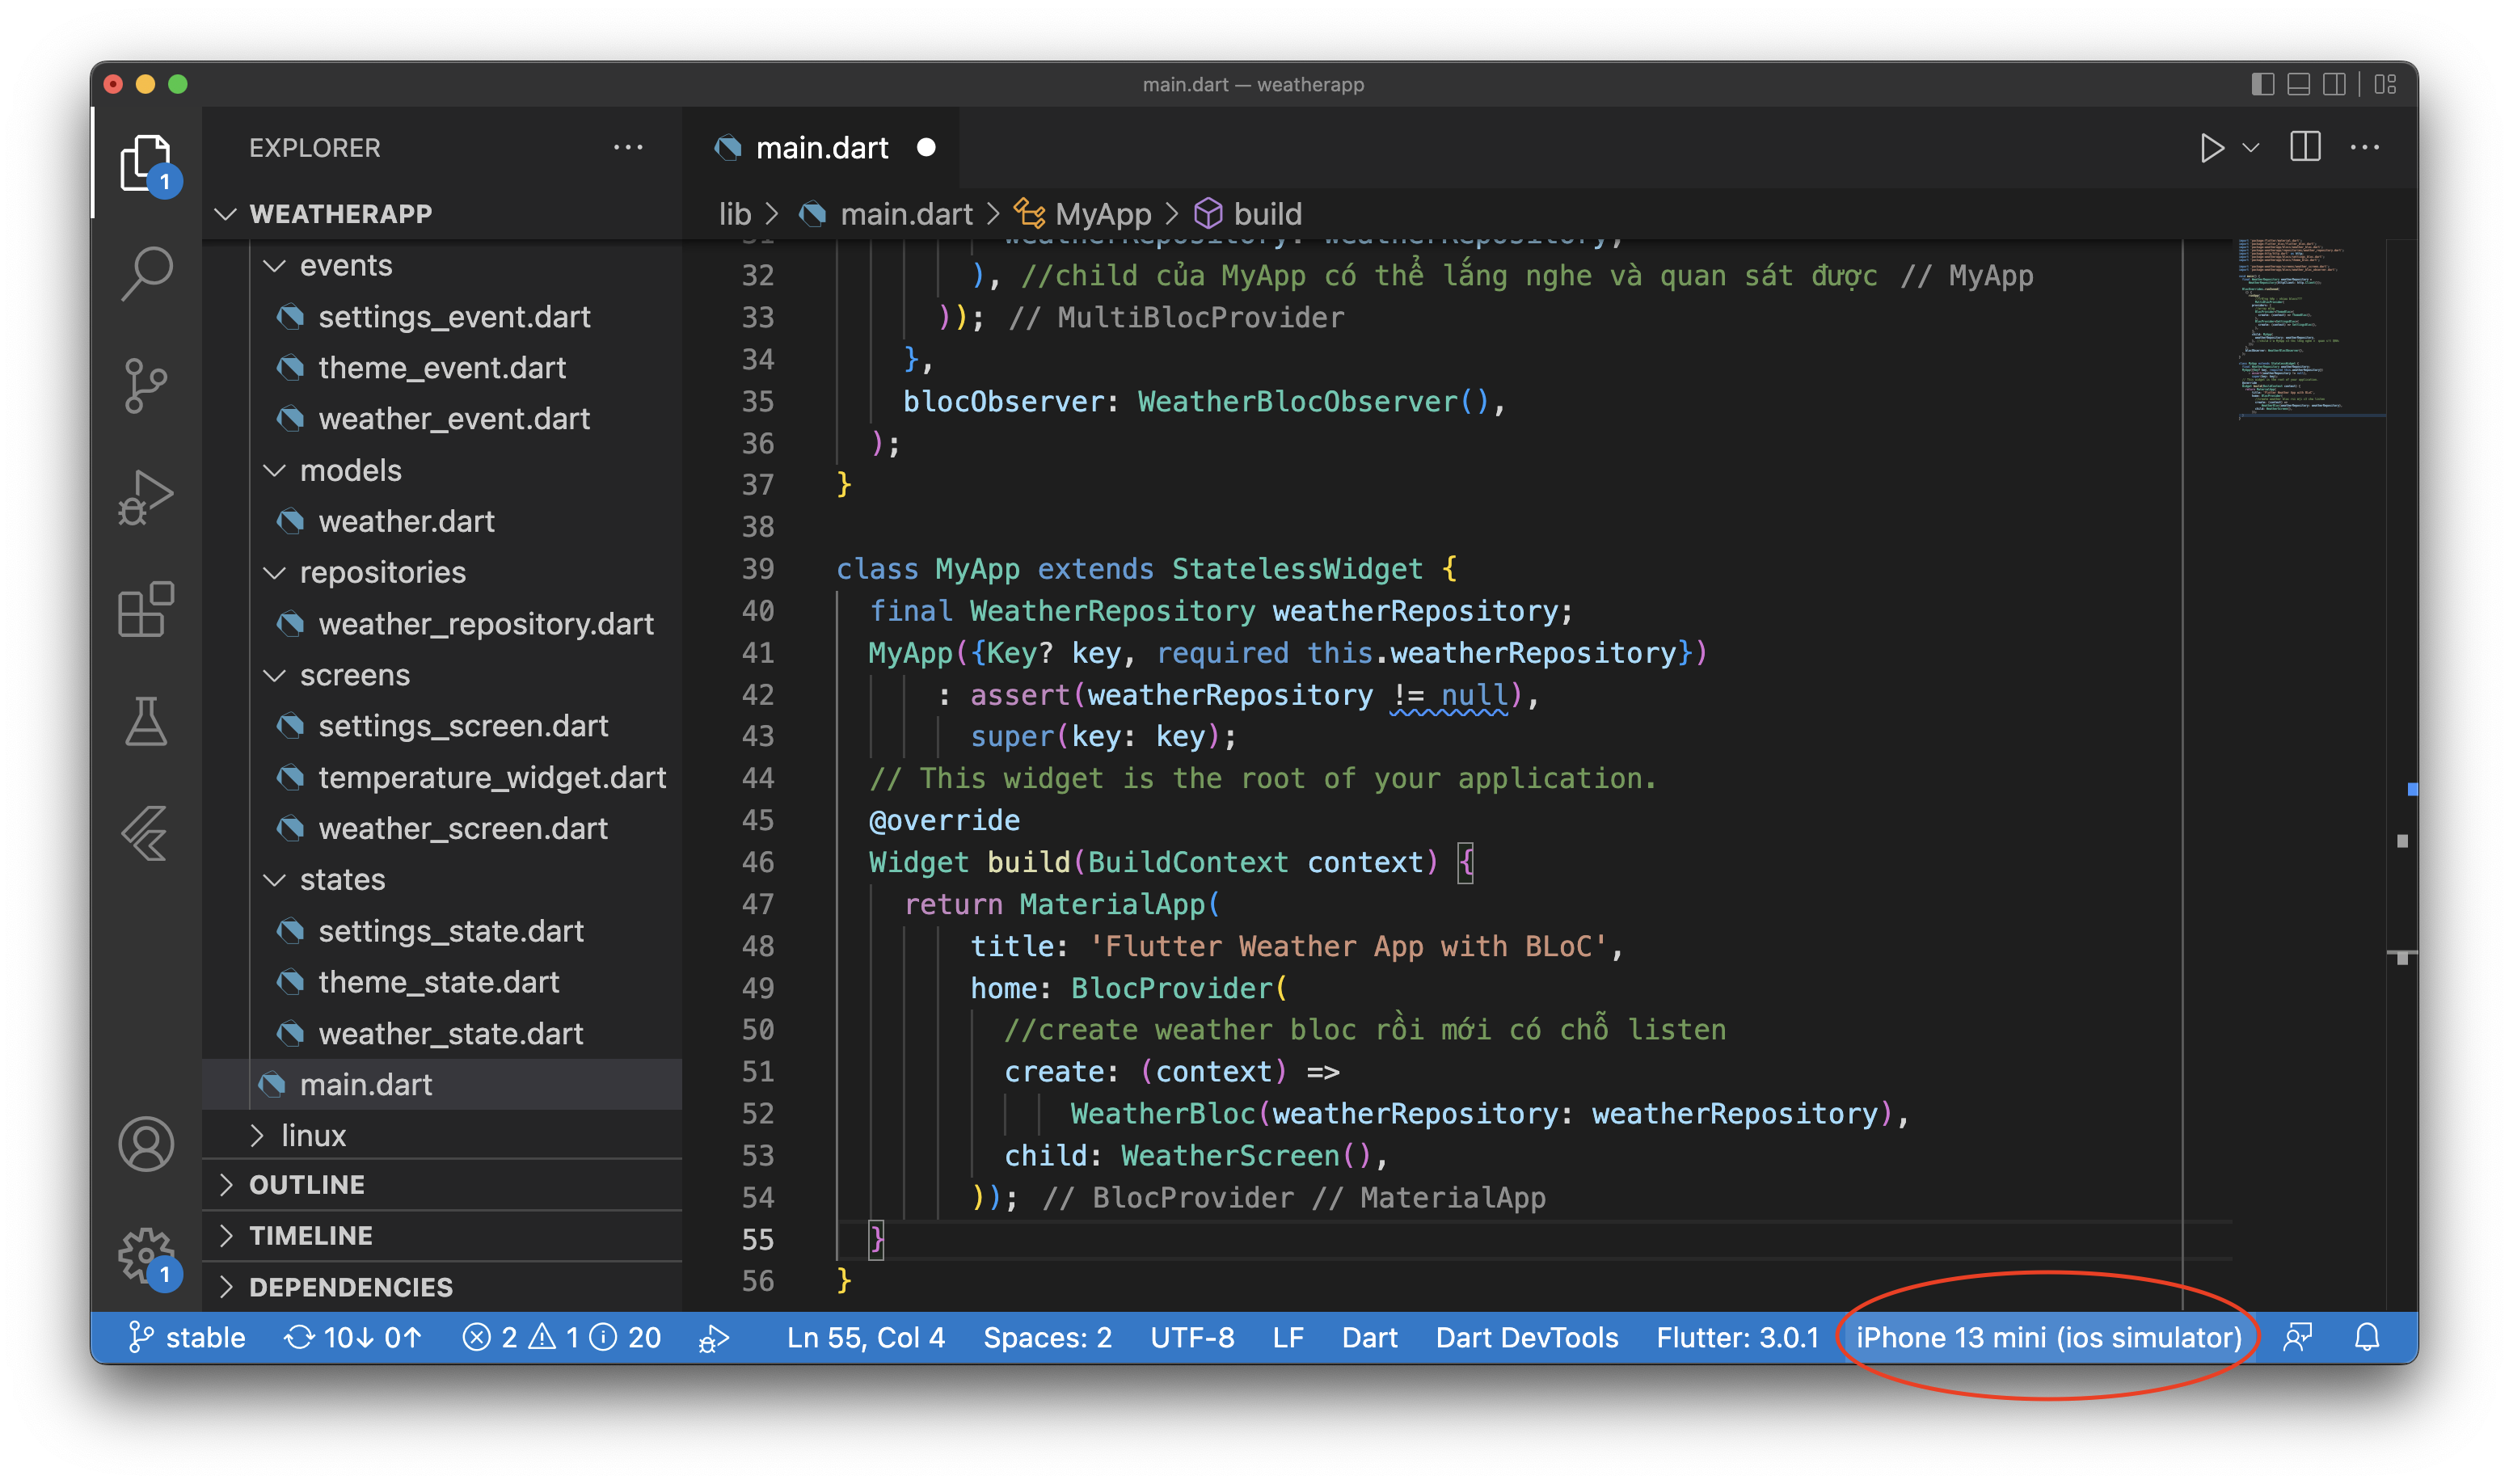 main.dart — weatherapp
EXPLORER
WEATHERAPP
events
settings_event.dart
theme_event.dart
weather_event.dart
models
weather.dart
repositories
weather_repository.dart
screens
settings_screen.dart
temperature_widget.dart
weather_screen.dart
states
settings_state.dart
theme_state.dart
weather_state.dart
main.dart
linux
OUTLINE
TIMELINE
DEPENDENCIES
1
1
main.dart
lib > main.dart > MyApp > build
31 weatherRepository: weatherRepository,
32 ), //child của MyApp có thể lắng nghe và quan sát được // MyApp
33 )); // MultiBlocProvider
34 },
35 blocObserver: WeatherBlocObserver(),
36 );
37 }
38
39 class MyApp extends StatelessWidget {
40 final WeatherRepository weatherRepository;
41 MyApp({Key? key, required this.weatherRepository})
42 : assert(weatherRepository != null),
43 super(key: key);
44 // This widget is the root of your application.
45 @override
46 Widget build(BuildContext context) {
47 return MaterialApp(
48 title: 'Flutter Weather App with BLoC',
49 home: BlocProvider(
50 //create weather bloc rồi mới có chỗ listen
51 create: (context) =>
52 WeatherBloc(weatherRepository: weatherRepository),
53 child: WeatherScreen(),
54 )); // BlocProvider // MaterialApp
55 }
56 }
stable 10↓ 0↑ 2 1 20 Ln 55, Col 4 Spaces: 2 UTF-8 LF Dart Dart DevTools Flutter: 3.0.1 iPhone 13 mini (ios simulator)